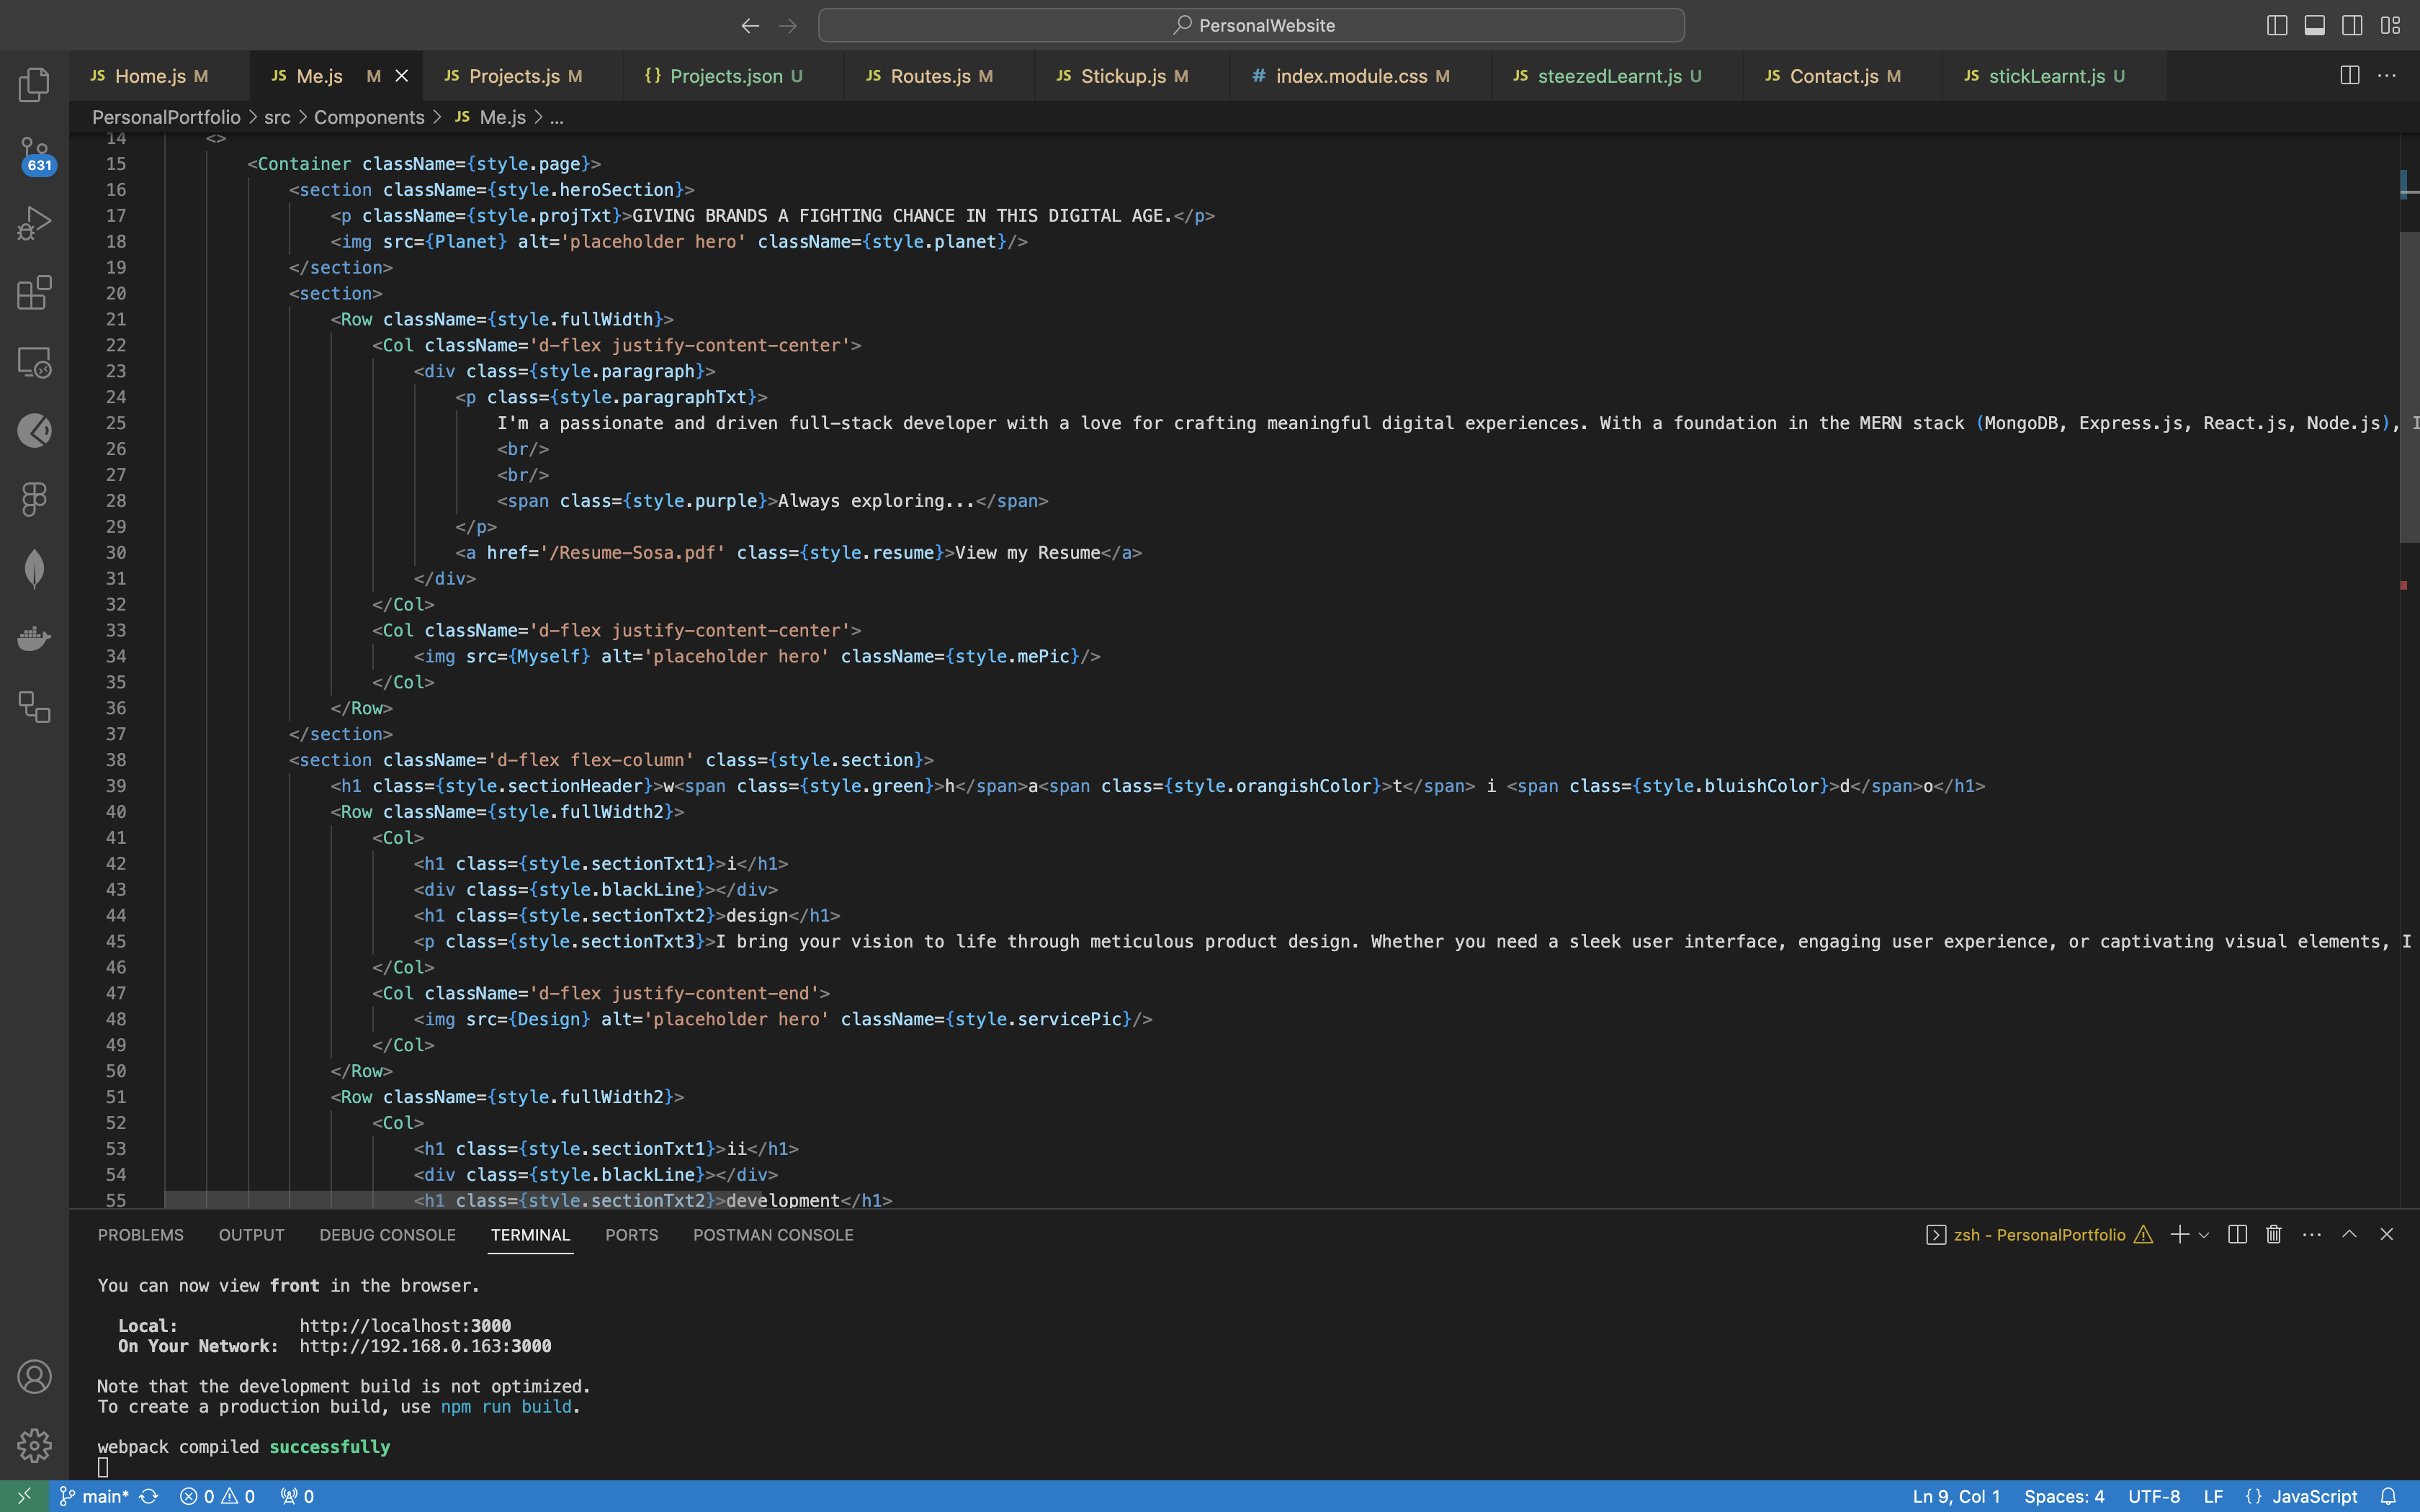 PersonalWebsite
JS Home.js M JS Me.js M JS Projects.js M {} Projects.json U JS Routes.js M JS Stickup.js M # index.module.css M JS steezedLearnt.js U JS Contact.js M JS stickLearnt.js U
PersonalPortfolio > src > Components > JS Me.js > ...
631
14 <>
15 <Container className={style.page}>
16 <section className={style.heroSection}>
17 <p className={style.projTxt}>GIVING BRANDS A FIGHTING CHANCE IN THIS DIGITAL AGE.</p>
18 <img src={Planet} alt='placeholder hero' className={style.planet}/>
19 </section>
20 <section>
21 <Row className={style.fullWidth}>
22 <Col className='d-flex justify-content-center'>
23 <div class={style.paragraph}>
24 <p class={style.paragraphTxt}>
25 I'm a passionate and driven full-stack developer with a love for crafting meaningful digital experiences. With a foundation in the MERN stack (MongoDB, Express.js, React.js, Node.js), I
26 <br/>
27 <br/>
28 <span class={style.purple}>Always exploring...</span>
29 </p>
30 <a href='/Resume-Sosa.pdf' class={style.resume}>View my Resume</a>
31 </div>
32 </Col>
33 <Col className='d-flex justify-content-center'>
34 <img src={Myself} alt='placeholder hero' className={style.mePic}/>
35 </Col>
36 </Row>
37 </section>
38 <section className='d-flex flex-column' class={style.section}>
39 <h1 class={style.sectionHeader}>w<span class={style.green}>h</span>a<span class={style.orangishColor}>t</span> i <span class={style.bluishColor}>d</span>o</h1>
40 <Row className={style.fullWidth2}>
41 <Col>
42 <h1 class={style.sectionTxt1}>i</h1>
43 <div class={style.blackLine}></div>
44 <h1 class={style.sectionTxt2}>design</h1>
45 <p class={style.sectionTxt3}>I bring your vision to life through meticulous product design. Whether you need a sleek user interface, engaging user experience, or captivating visual elements, I
46 </Col>
47 <Col className='d-flex justify-content-end'>
48 <img src={Design} alt='placeholder hero' className={style.servicePic}/>
49 </Col>
50 </Row>
51 <Row className={style.fullWidth2}>
52 <Col>
53 <h1 class={style.sectionTxt1}>ii</h1>
54 <div class={style.blackLine}></div>
55 <h1 class={style.sectionTxt2}>development</h1>
PROBLEMS OUTPUT DEBUG CONSOLE TERMINAL PORTS POSTMAN CONSOLE zsh - PersonalPortfolio
You can now view front in the browser.
Local: http://localhost:3000
On Your Network: http://192.168.0.163:3000
Note that the development build is not optimized.
To create a production build, use npm run build.
webpack compiled successfully
main* 0 0 0 Ln 9, Col 1 Spaces: 4 UTF-8 LF {} JavaScript